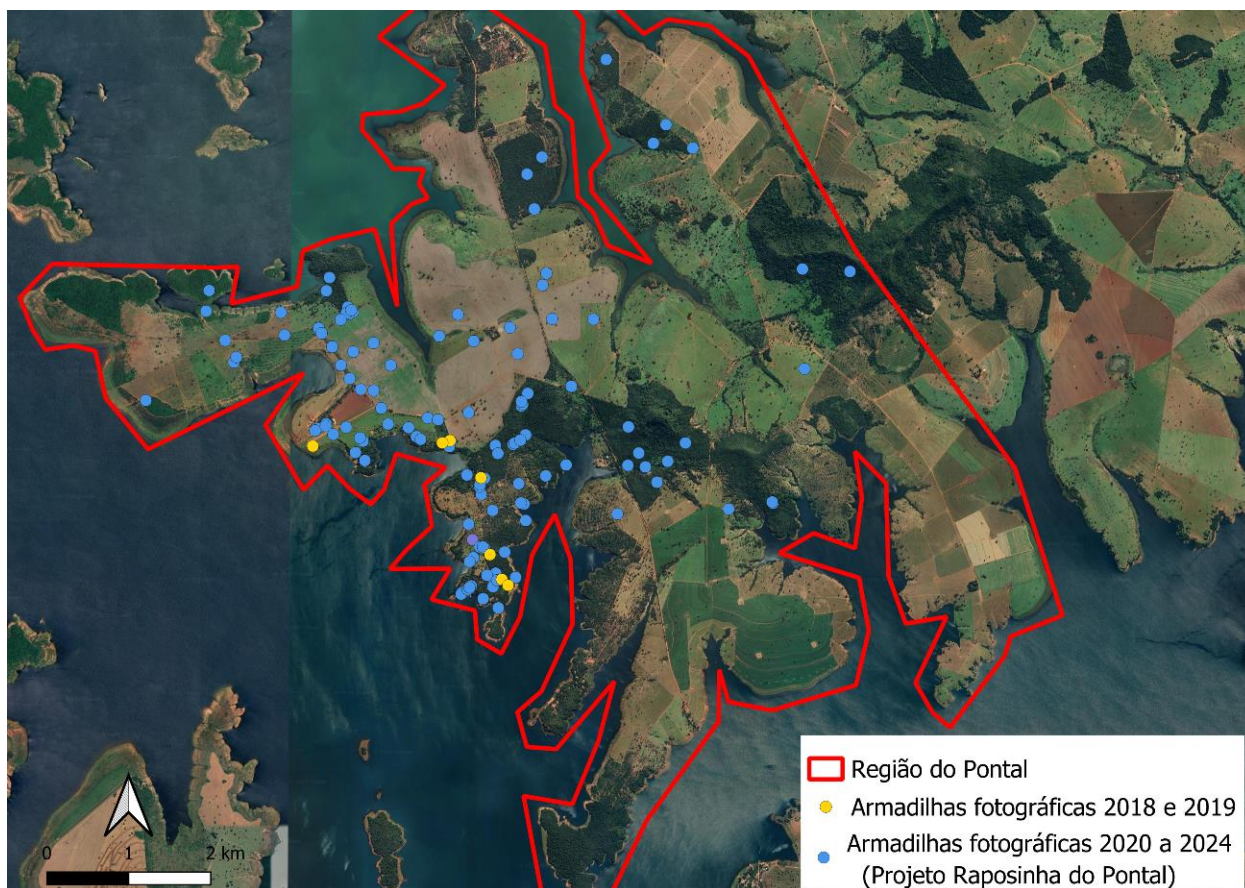 Região do Pontal
Armadilhas fotográficas 2018 e 2019
Armadilhas fotográficas 2020 a 2024
(Projeto Raposinha do Pontal)
0 1 2 km